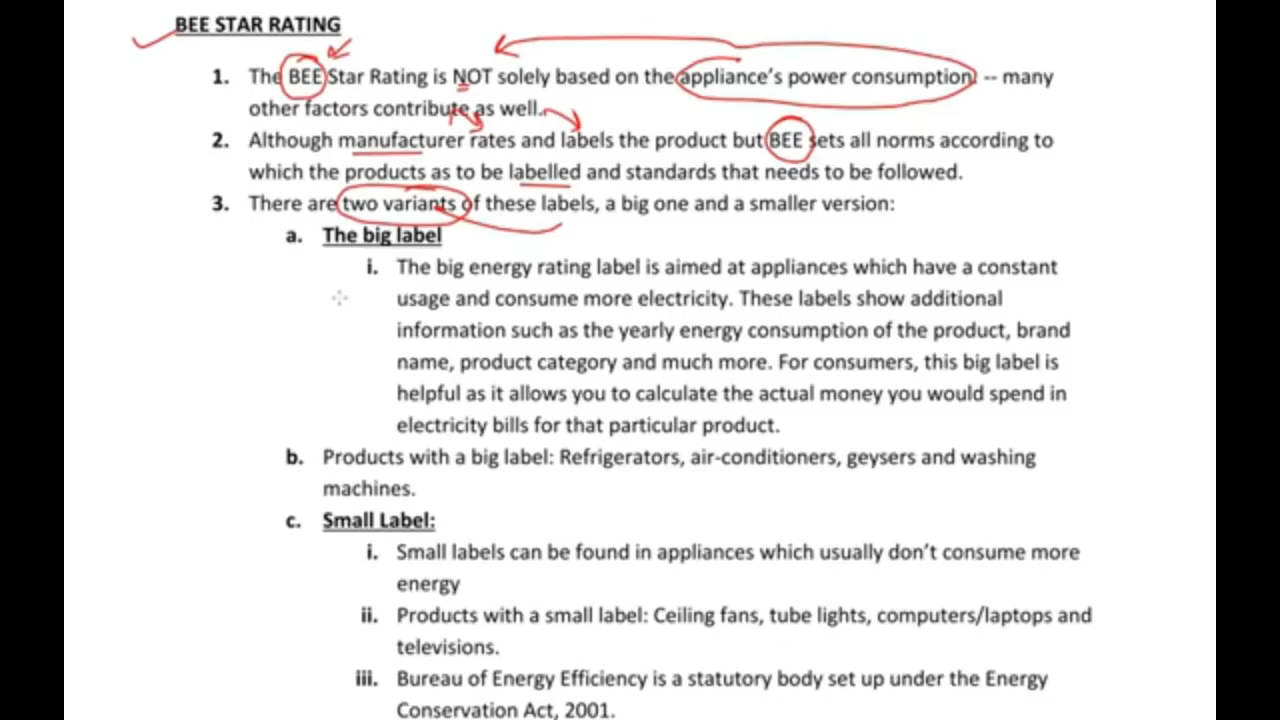 BEE STAR RATING
1. The BEE Star Rating is NOT solely based on the appliance's power consumption -- many
other factors contribute as well.
2. Although manufacturer rates and labels the product but BEE sets all norms according to
which the products as to be labelled and standards that needs to be followed.
3. There are two variants of these labels, a big one and a smaller version:
a. The big label
i. The big energy rating label is aimed at appliances which have a constant
usage and consume more electricity. These labels show additional
information such as the yearly energy consumption of the product, brand
name, product category and much more. For consumers, this big label is
helpful as it allows you to calculate the actual money you would spend in
electricity bills for that particular product.
b. Products with a big label: Refrigerators, air-conditioners, geysers and washing
machines.
c. Small Label:
i. Small labels can be found in appliances which usually don't consume more
energy
ii. Products with a small label: Ceiling fans, tube lights, computers/laptops and
televisions.
iii. Bureau of Energy Efficiency is a statutory body set up under the Energy
Conservation Act, 2001.